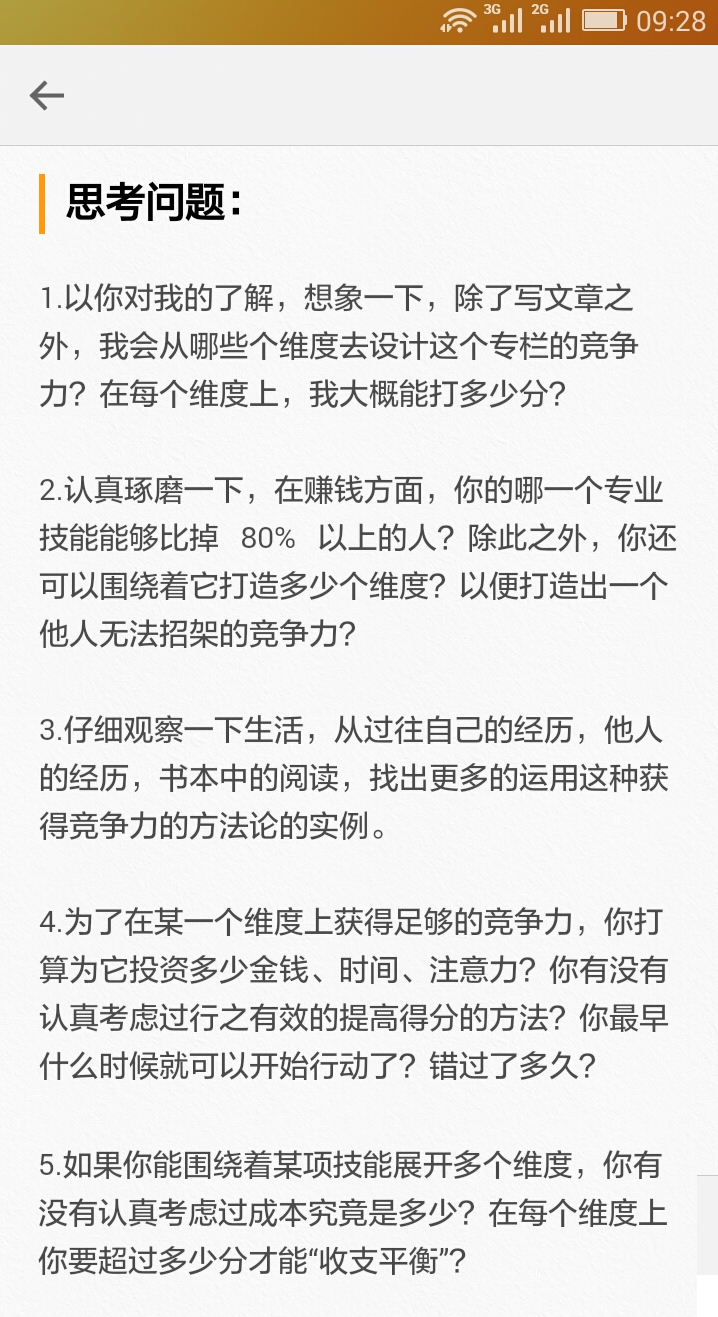 3G 2G 09:28
思考问题：
1.以你对我的了解，想象一下，除了写文章之
外，我会从哪些个维度去设计这个专栏的竞争
力？在每个维度上，我大概能打多少分？
2.认真琢磨一下，在赚钱方面，你的哪一个专业
技能能够比掉 80% 以上的人？除此之外，你还
可以围绕着它打造多少个维度？以便打造出一个
他人无法招架的竞争力？
3.仔细观察一下生活，从过往自己的经历，他人
的经历，书本中的阅读，找出更多的运用这种获
得竞争力的方法论的实例。
4.为了在某一个维度上获得足够的竞争力，你打
算为它投资多少金钱、时间、注意力？你有没有
认真考虑过行之有效的提高得分的方法？你最早
什么时候就可以开始行动了？错过了多久？
5.如果你能围绕着某项技能展开多个维度，你有
没有认真考虑过成本究竟是多少？在每个维度上
你要超过多少分才能“收支平衡”？